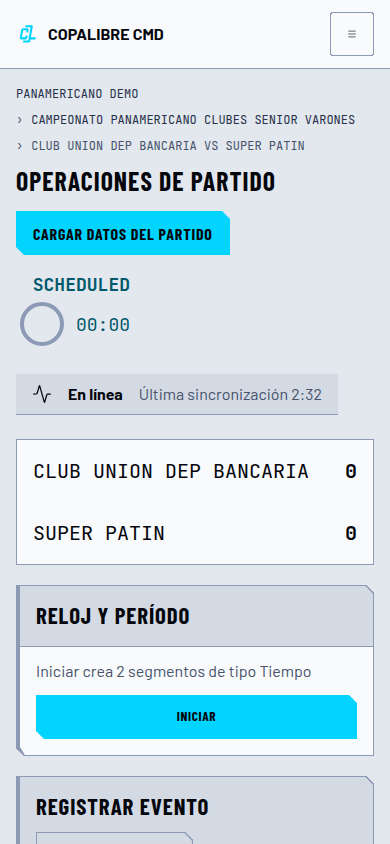 COPALIBRE CMD
PANAMERICANO DEMO
› CAMPEONATO PANAMERICANO CLUBES SENIOR VARONES
› CLUB UNION DEP BANCARIA VS SUPER PATIN
OPERACIONES DE PARTIDO
CARGAR DATOS DEL PARTIDO
SCHEDULED
00:00
En línea Última sincronización 2:32
CLUB UNION DEP BANCARIA 0
SUPER PATIN 0
RELOJ Y PERÍODO
Iniciar crea 2 segmentos de tipo Tiempo
INICIAR
REGISTRAR EVENTO